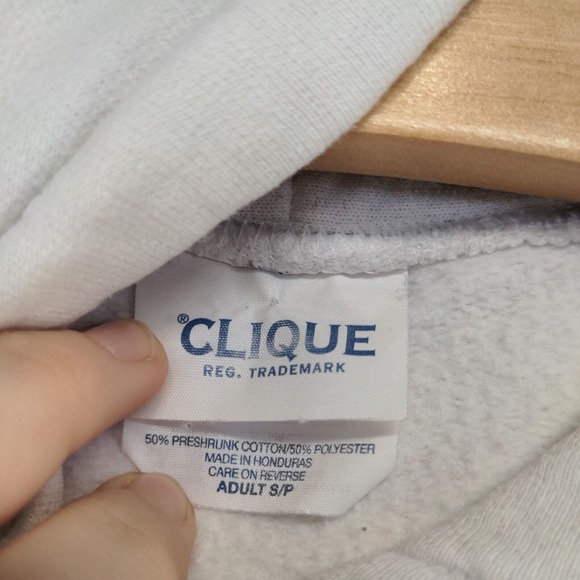 ®CLIQUE
REG. TRADEMARK
50% PRESHRUNK COTTON/50% POLYESTER
MADE IN HONDURAS
CARE ON REVERSE
ADULT S/P